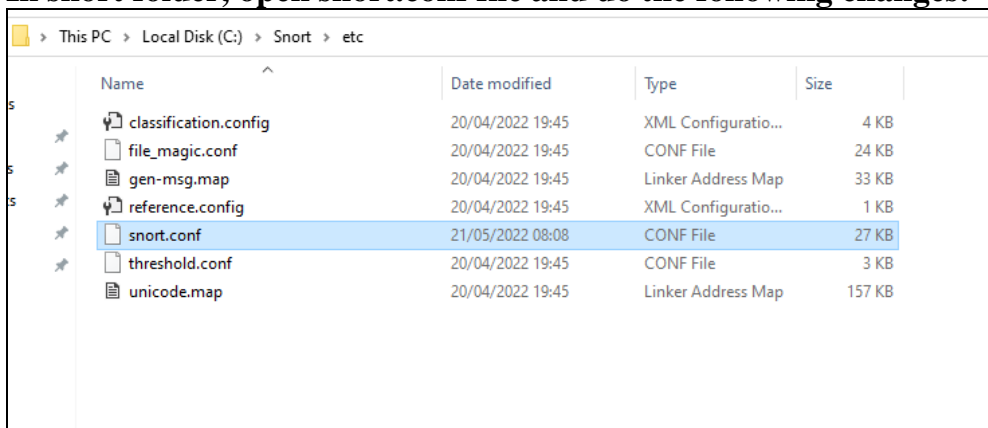 in snort folder, open snort.conf file and do the following changes:
This PC > Local Disk (C:) > Snort > etc
Name Date modified Type Size
classification.config 20/04/2022 19:45 XML Configuratio... 4 KB
file_magic.conf 20/04/2022 19:45 CONF File 24 KB
gen-msg.map 20/04/2022 19:45 Linker Address Map 33 KB
reference.config 20/04/2022 19:45 XML Configuratio... 1 KB
snort.conf 21/05/2022 08:08 CONF File 27 KB
threshold.conf 20/04/2022 19:45 CONF File 3 KB
unicode.map 20/04/2022 19:45 Linker Address Map 157 KB